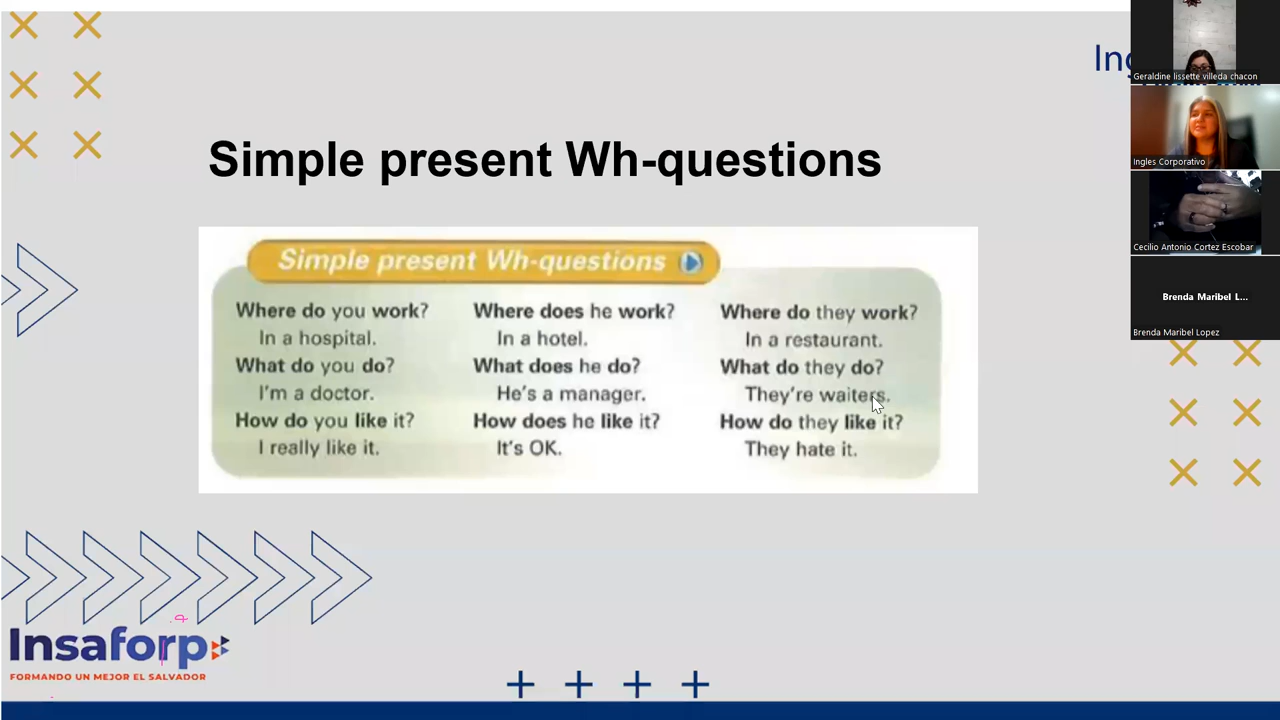 Ing
Geraldine lissette villeda chacon
Ingles Corporativo
Cecilio Antonio Cortez Escobar
Brenda Maribel L...
Brenda Maribel Lopez
Simple present Wh-questions
Simple present Wh-questions
Where do you work?
In a hospital.
What do you do?
I'm a doctor.
How do you like it?
I really like it.
Where does he work?
In a hotel.
What does he do?
He's a manager.
How does he like it?
It's OK.
Where do they work?
In a restaurant.
What do they do?
They're waiters.
How do they like it?
They hate it.
Insaforp
FORMANDO UN MEJOR EL SALVADOR